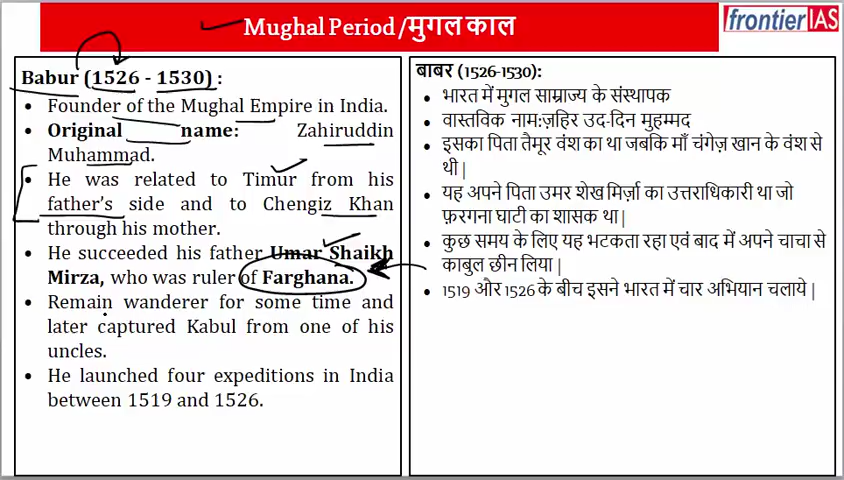 Mughal Period /मुगल काल
frontierIAS
Babur (1526 - 1530) :
• Founder of the Mughal Empire in India.
• Original name: Zahiruddin
Muhammad.
• He was related to Timur from his
father's side and to Chengiz Khan
through his mother.
• He succeeded his father Umar Shaikh
Mirza, who was ruler of Farghana.
• Remain wanderer for some time and
later captured Kabul from one of his
uncles.
• He launched four expeditions in India
between 1519 and 1526.
बाबर (1526-1530):
• भारत में मुगल साम्राज्य के संस्थापक
• वास्तविक नाम:ज़हिर उद-दिन मुहम्मद
• इसका पिता तैमूर वंश का था जबकि माँ चंगेज़ खान के वंश से
थी |
• यह अपने पिता उमर शेख मिर्ज़ा का उत्तराधिकारी था जो
फ़रगना घाटी का शासक था |
• कुछ समय के लिए यह भटकता रहा एवं बाद में अपने चाचा से
काबुल छीन लिया |
• 1519 और 1526 के बीच इसने भारत में चार अभियान चलाये |